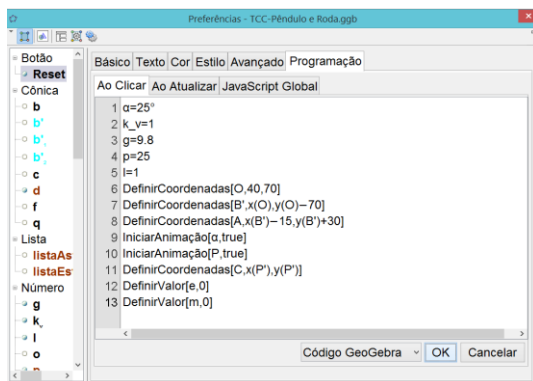 Preferências - TCC-Pêndulo e Roda.ggb
Botão
Reset
Cônica
b
b'
b'
b'
c
d
f
q
Lista
listaAs
listaEs
Número
g
k_v
l
o
Básico Texto Cor Estilo Avançado Programação
Ao Clicar Ao Atualizar JavaScript Global
1 α=25°
2 k_v=1
3 g=9.8
4 p=25
5 l=1
6 DefinirCoordenadas[O,40,70]
7 DefinirCoordenadas[B',x(O),y(O)−70]
8 DefinirCoordenadas[A,x(B')−15,y(B')+30]
9 IniciarAnimação[α,true]
10 IniciarAnimação[P,true]
11 DefinirCoordenadas[C,x(P'),y(P')]
12 DefinirValor[e,0]
13 DefinirValor[m,0]
Código GeoGebra OK Cancelar